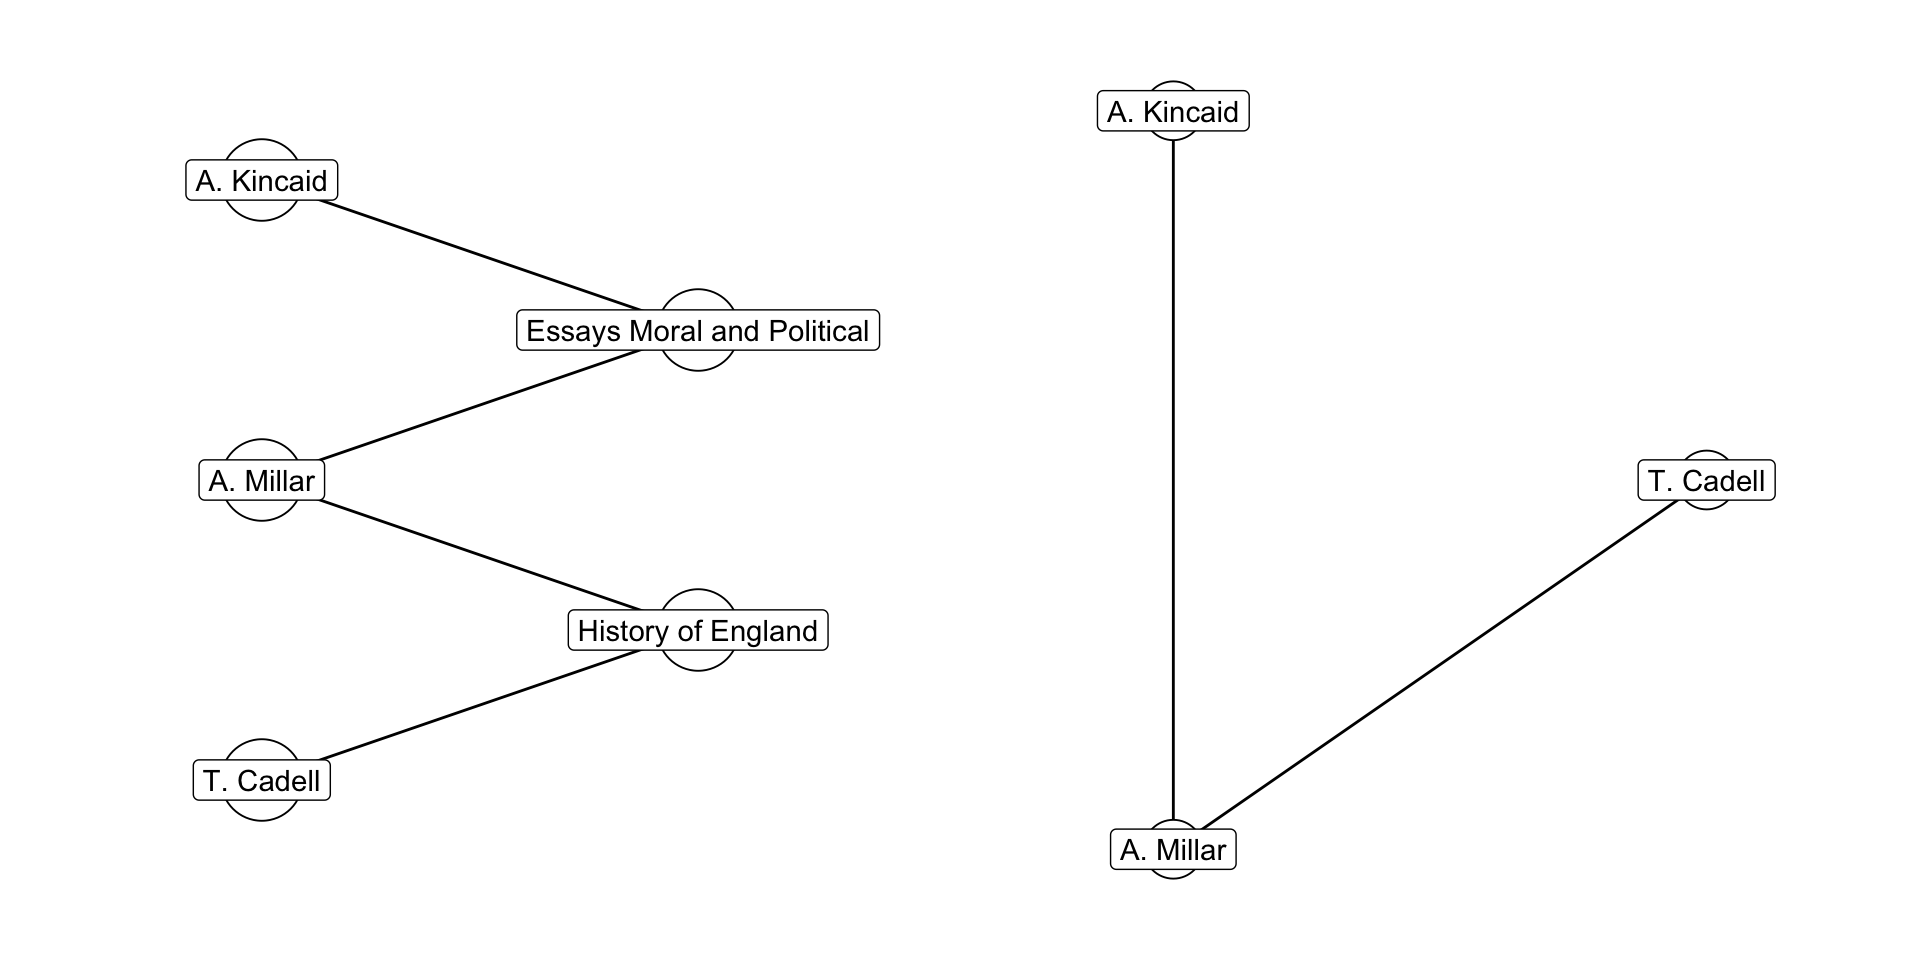 A. Kincaid
Essays Moral and Political
A. Millar
History of England
T. Cadell
A. Kincaid
T. Cadell
A. Millar